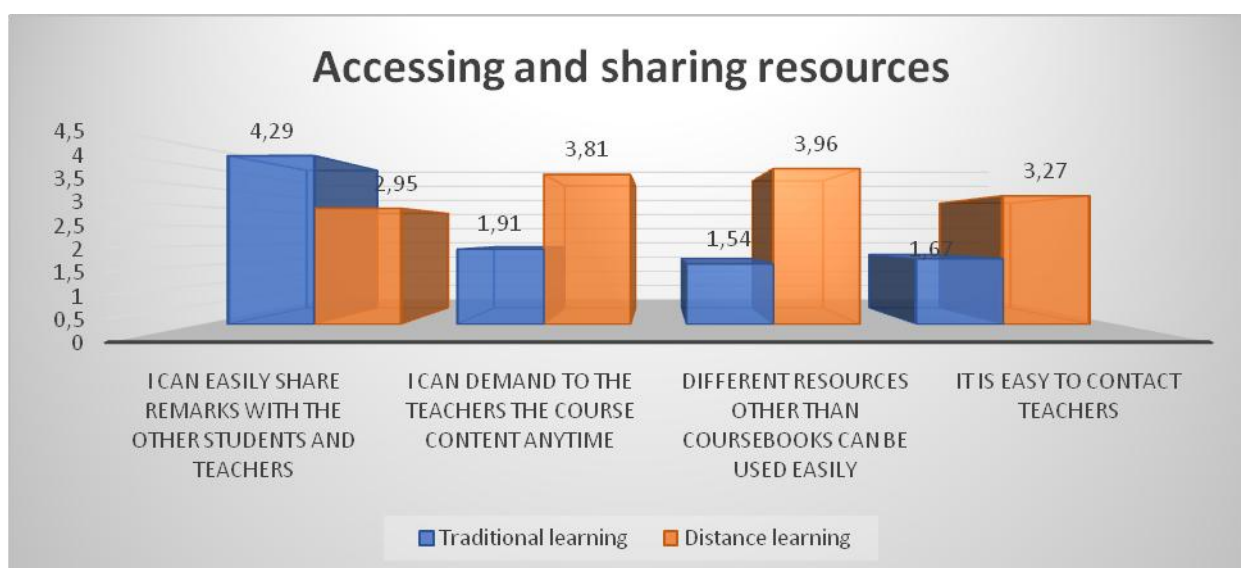 Accessing and sharing resources
4,5
4
3,5
3
2,5
2
1,5
1
0,5
0
4,29
2,95
1,91
3,81
1,54
3,96
1,67
3,27
I CAN EASILY SHARE
REMARKS WITH THE
OTHER STUDENTS AND
TEACHERS
I CAN DEMAND TO THE
TEACHERS THE COURSE
CONTENT ANYTIME
DIFFERENT RESOURCES
OTHER THAN
COURSEBOOKS CAN BE
USED EASILY
IT IS EASY TO CONTACT
TEACHERS
Traditional learning
Distance learning